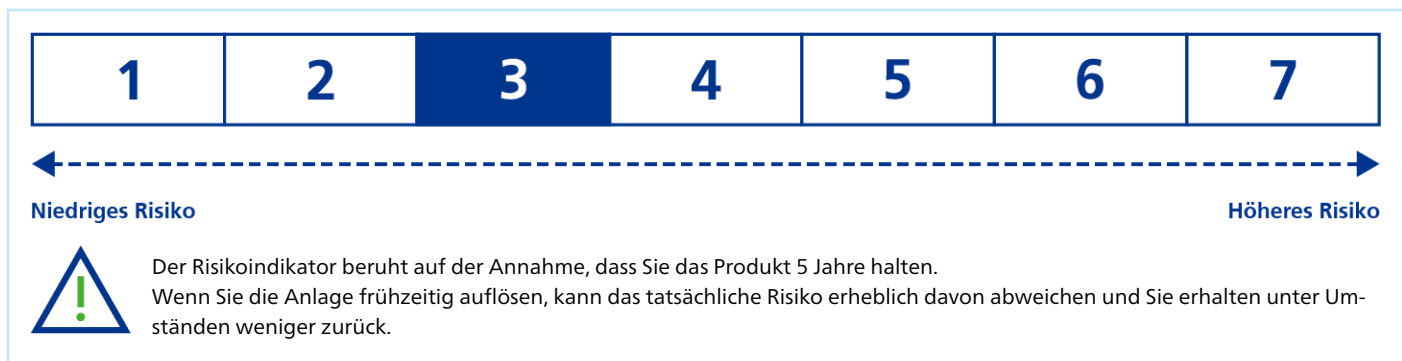 1 2 3 4 5 6 7
Niedriges Risiko Höheres Risiko
Der Risikoindikator beruht auf der Annahme, dass Sie das Produkt 5 Jahre halten.
Wenn Sie die Anlage frühzeitig auflösen, kann das tatsächliche Risiko erheblich davon abweichen und Sie erhalten unter Um-
ständen weniger zurück.